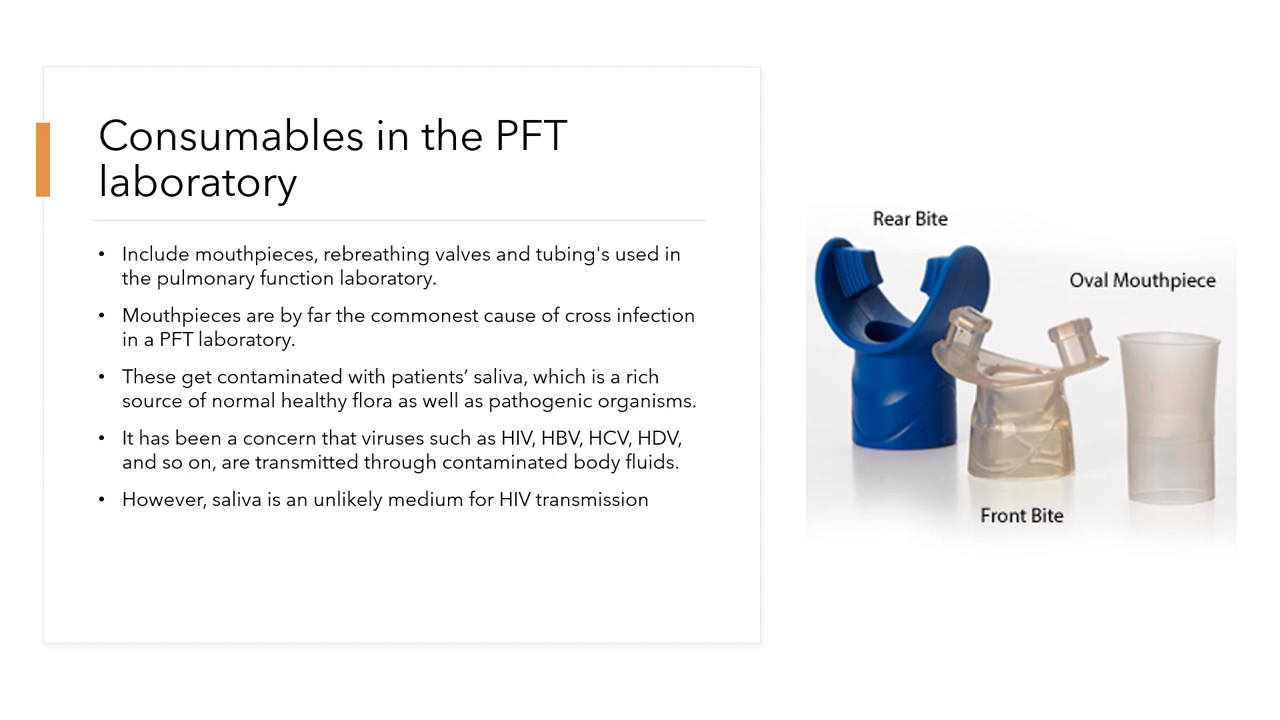 Consumables in the PFT
laboratory
• Include mouthpieces, rebreathing valves and tubing's used in
the pulmonary function laboratory.
• Mouthpieces are by far the commonest cause of cross infection
in a PFT laboratory.
• These get contaminated with patients’ saliva, which is a rich
source of normal healthy flora as well as pathogenic organisms.
• It has been a concern that viruses such as HIV, HBV, HCV, HDV,
and so on, are transmitted through contaminated body fluids.
• However, saliva is an unlikely medium for HIV transmission
Rear Bite
Oval Mouthpiece
Front Bite